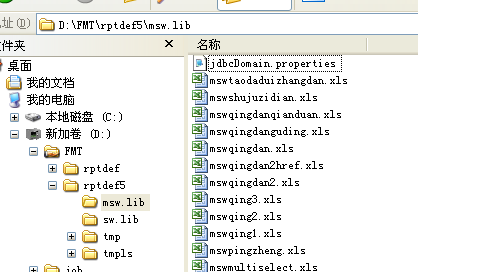 址(D) D:\FMT\rptdef5\msw.lib
文件夹
名称
桌面
我的文档
我的电脑
本地磁盘 (C:)
新加卷 (D:)
FMT
rptdef
rptdef5
msw.lib
sw.lib
tmp
tmpls
job
jdbcDomain.properties
mswtaodaduizhangdan.xls
mswshujuzidian.xls
mswqingdanqianduan.xls
mswqingdanguding.xls
mswqingdan.xls
mswqingdan2href.xls
mswqingdan2.xls
mswqing3.xls
mswqing2.xls
mswqing1.xls
mswpingzheng.xls
mswmultiselect.xls